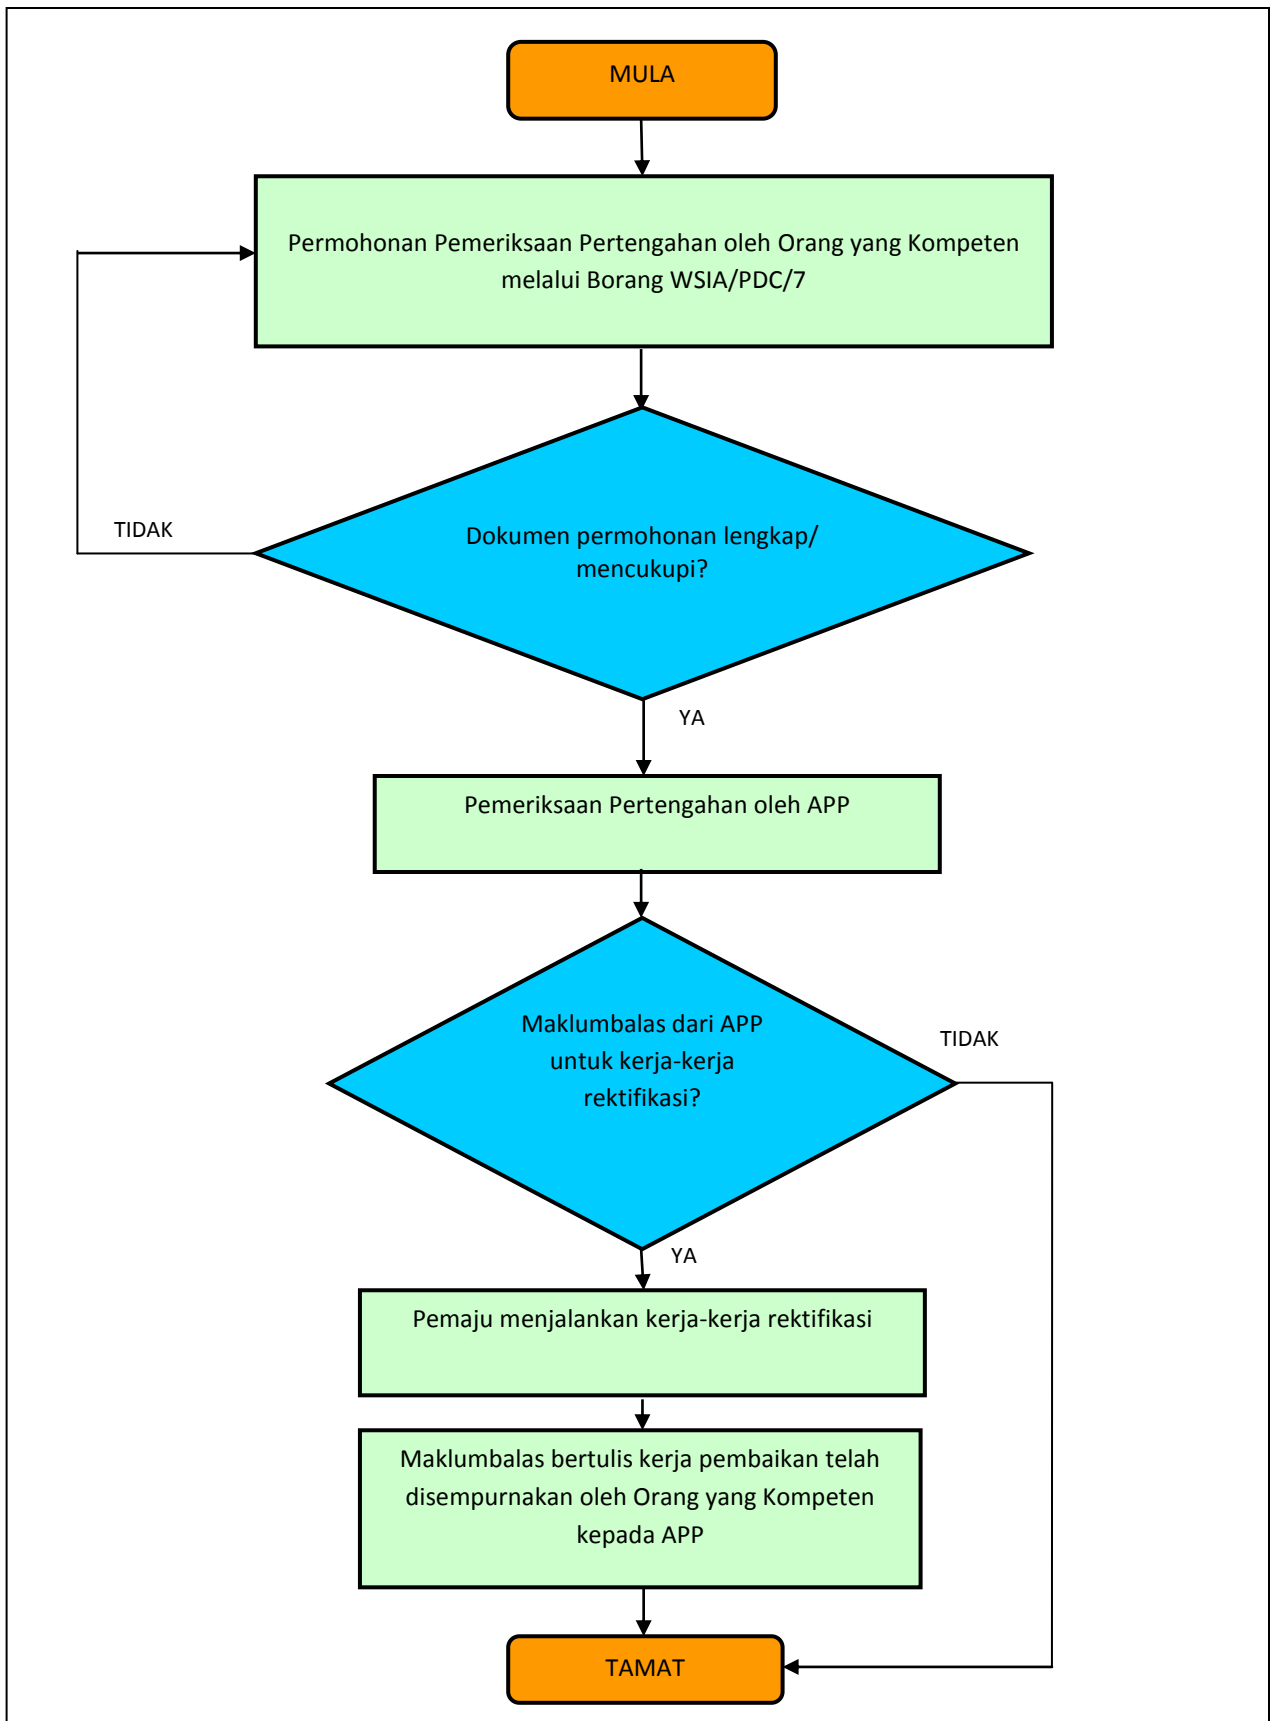 MULA
Permohonan Pemeriksaan Pertengahan oleh Orang yang Kompeten
melalui Borang WSIA/PDC/7
TIDAK
Dokumen permohonan lengkap/
mencukupi?
YA
Pemeriksaan Pertengahan oleh APP
Maklumbalas dari APP
untuk kerja-kerja
rektifikasi?
TIDAK
YA
Pemaju menjalankan kerja-kerja rektifikasi
Maklumbalas bertulis kerja pembaikan telah
disempurnakan oleh Orang yang Kompeten
kepada APP
TAMAT